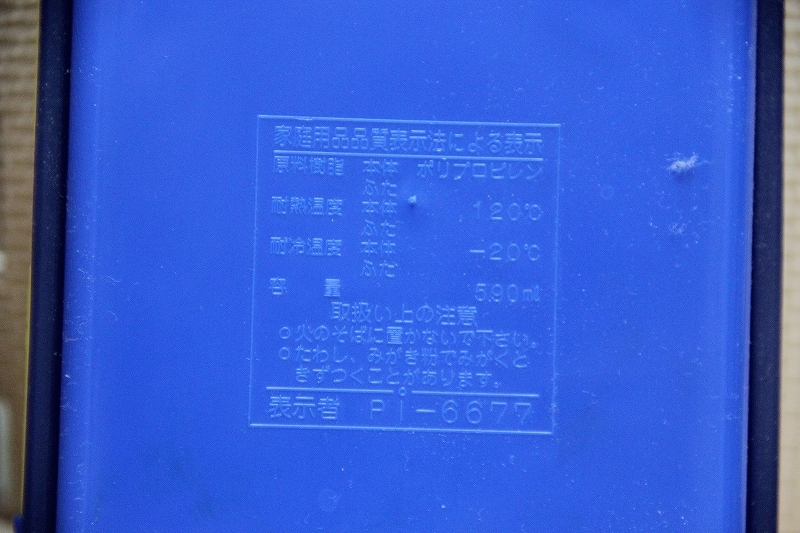 家庭用品品質表示法による表示
原料樹脂 本体 ポリプロピレン
ふた
耐熱温度 本体 120℃
ふた
耐冷温度 本体 -20℃
ふた
容量 590ml
取扱い上の注意
○火のそばに置かないで下さい。
○たわし、みがき粉でみがくと
きずつくことがあります。
表示者 Pi-6677